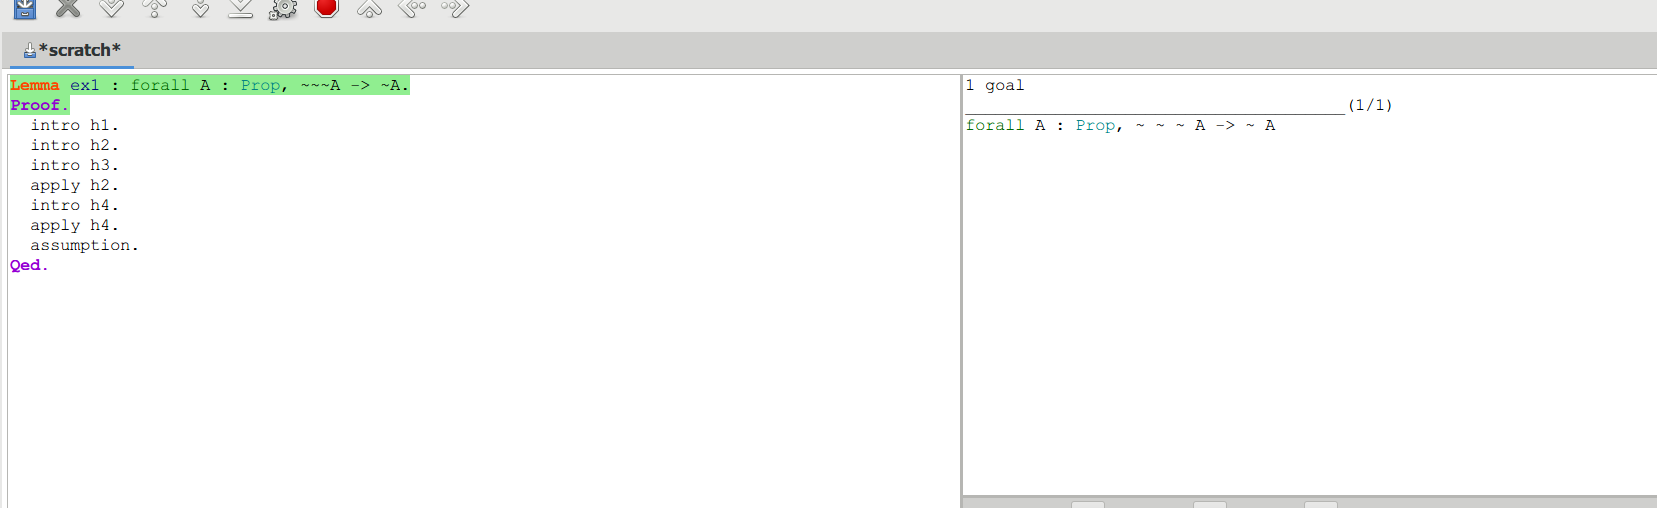 *scratch*
Lemma ex1 : forall A : Prop, ~~~A -> ~A.
Proof.
intro h1.
intro h2.
intro h3.
apply h2.
intro h4.
apply h4.
assumption.
Qed.
1 goal
(1/1)
forall A : Prop, ~ ~ ~ A -> ~ A